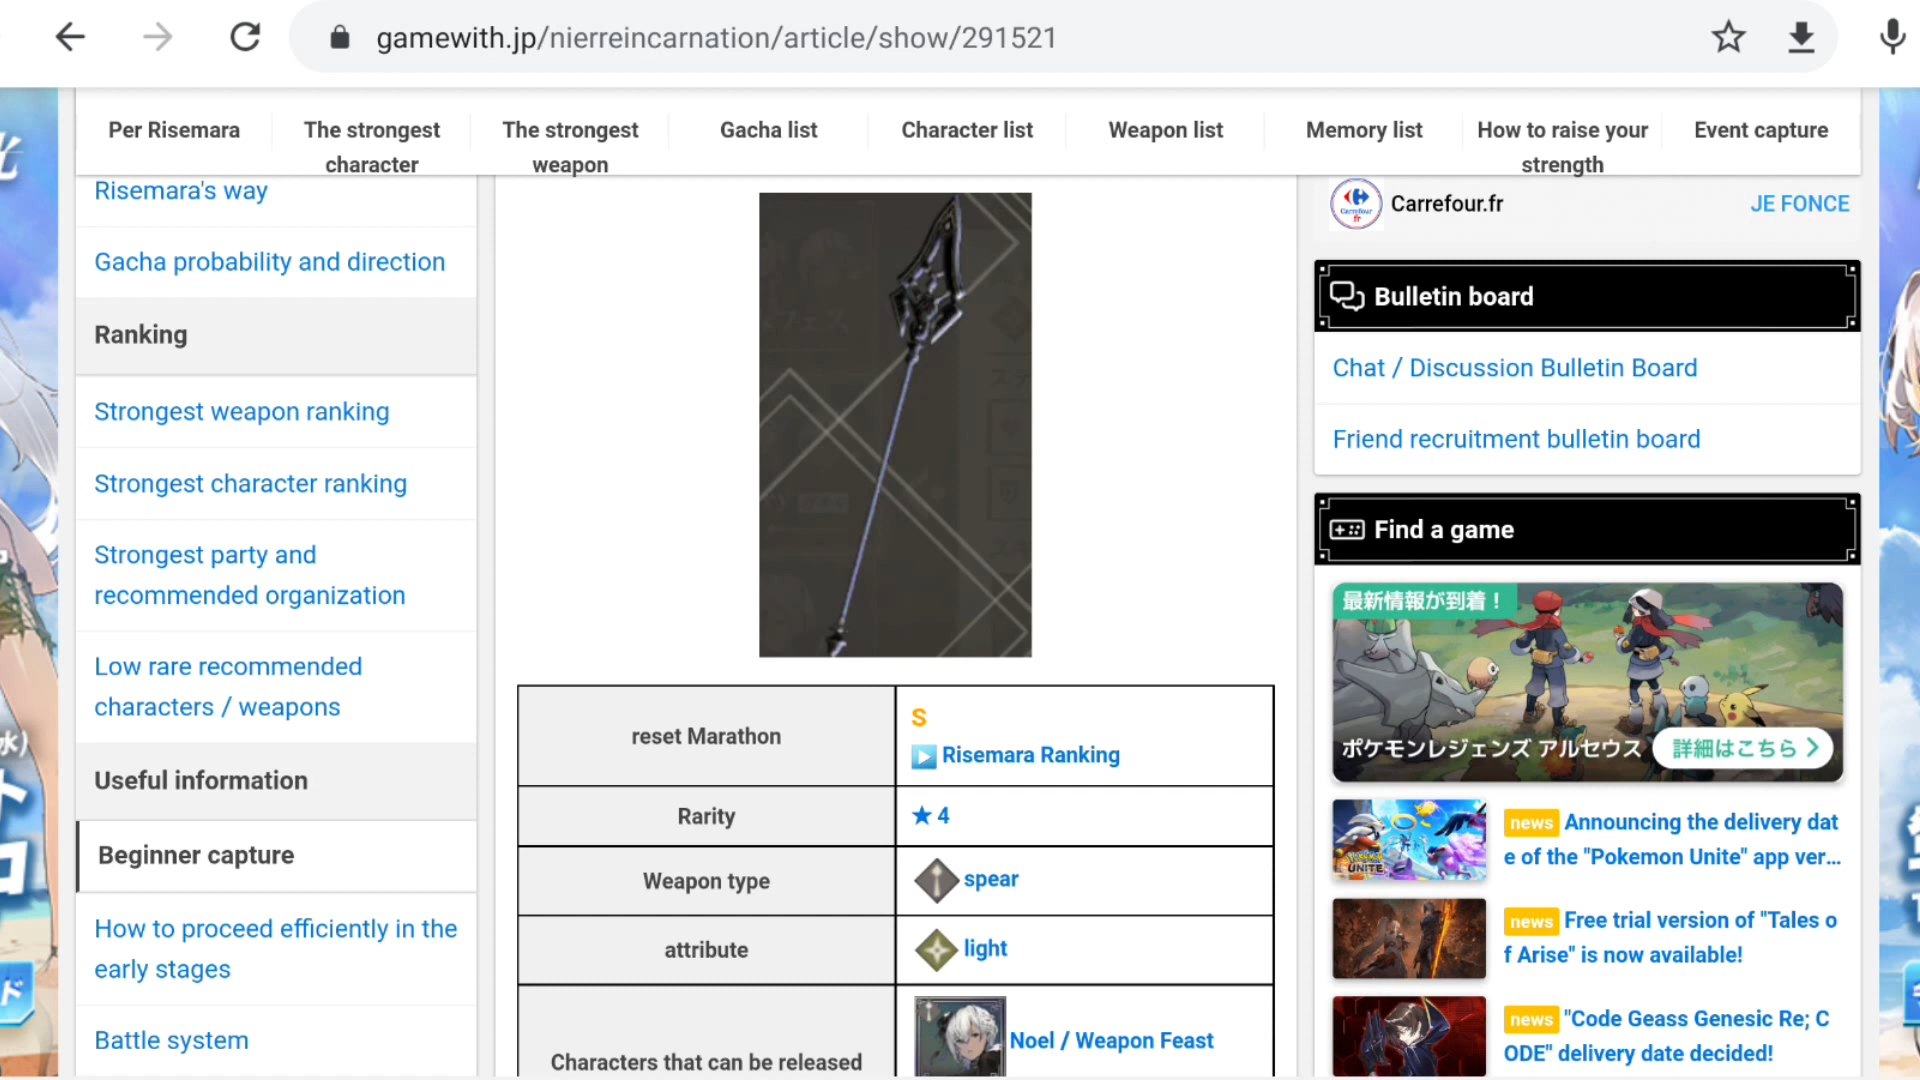 gamewith.jp/nierreincarnation/article/show/291521
Per Risemara
The strongest
character
The strongest
weapon
Gacha list
Character list
Weapon list
Memory list
How to raise your
strength
Event capture
Risemara's way
Gacha probability and direction
Ranking
Strongest weapon ranking
Strongest character ranking
Strongest party and
recommended organization
Low rare recommended
characters / weapons
Useful information
Beginner capture
How to proceed efficiently in the
early stages
Battle system
reset Marathon
S
Risemara Ranking
Rarity
★ 4
Weapon type
spear
attribute
light
Characters that can be released
Noel / Weapon Feast
Carrefour.fr
JE FONCE
Bulletin board
Chat / Discussion Bulletin Board
Friend recruitment bulletin board
Find a game
最新情報が到着！
ポケモンレジェンズ アルセウス
詳細はこちら
news Announcing the delivery dat
e of the "Pokemon Unite" app ver...
news Free trial version of "Tales o
f Arise" is now available!
news "Code Geass Genesic Re; C
ODE" delivery date decided!